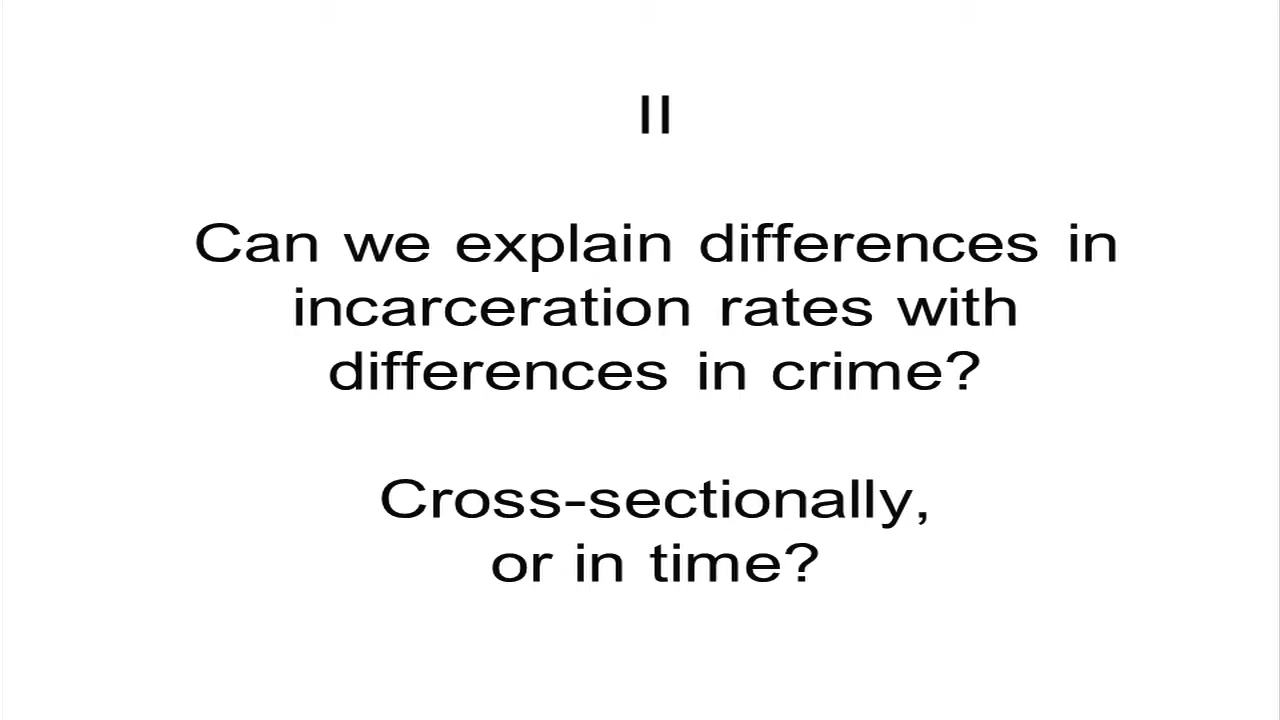 II
Can we explain differences in
incarceration rates with
differences in crime?
Cross-sectionally,
or in time?